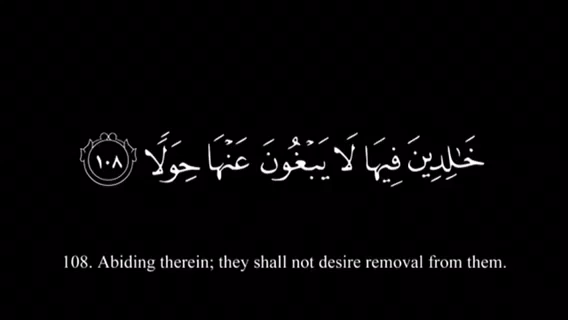 خَٰلِدِينَ فِيهَا لَا يَبْغُونَ عَنْهَا حِوَلًا ١٠٨
108. Abiding therein; they shall not desire removal from them.